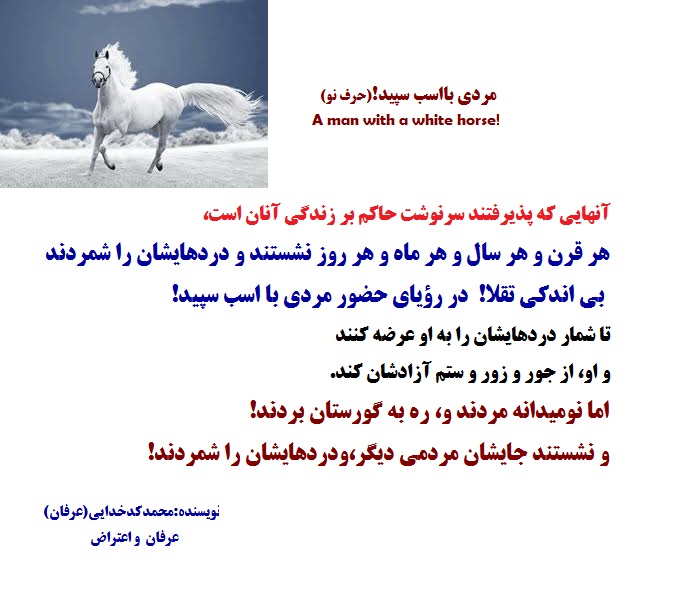 مردی بااسب سپید!(حرف نو)
A man with a white horse!
آنهایی که پذیرفتند سرنوشت حاکم بر زندگی آنان است،
هر قرن و هر سال و هر ماه و هر روز نشستند و دردهایشان را شمردند
بی اندکی تقلا! در رؤیای حضور مردی با اسب سپید!
تا شمار دردهایشان را به او عرضه کنند
و او، از جور و زور و ستم آزادشان کند.
اما نومیدانه مردند و، ره به گورستان بردند!
و نشستند جایشان مردمی دیگر،ودردهایشان را شمردند!
نویسنده:محمدکدخدایی(عرفان)
عرفان و اعتراض